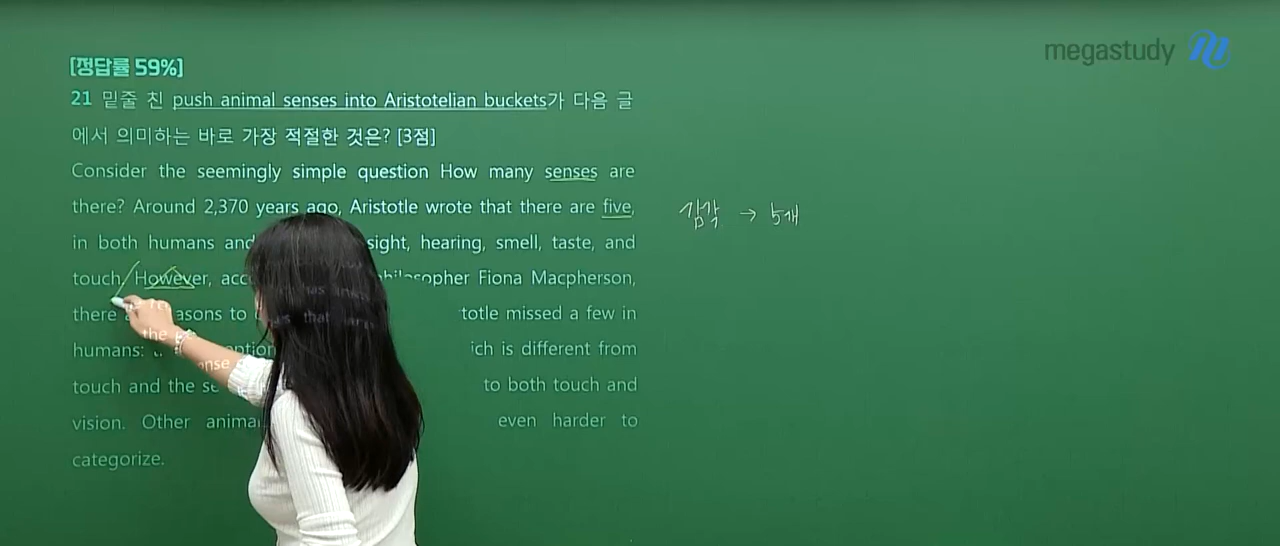 megastudy
[정답률 59%]
21 밑줄 친 push animal senses into Aristotelian buckets가 다음 글
에서 의미하는 바로 가장 적절한 것은? [3점]
Consider the seemingly simple question How many senses are
there? Around 2,370 years ago, Aristotle wrote that there are five,
in both humans and sight, hearing, smell, taste, and
touch. However, philosopher Fiona Macpherson,
there reasons to missed a few in
humans: which is different from
touch and the to both touch and
vision. Other even harder to
categorize.
감각 → 5개